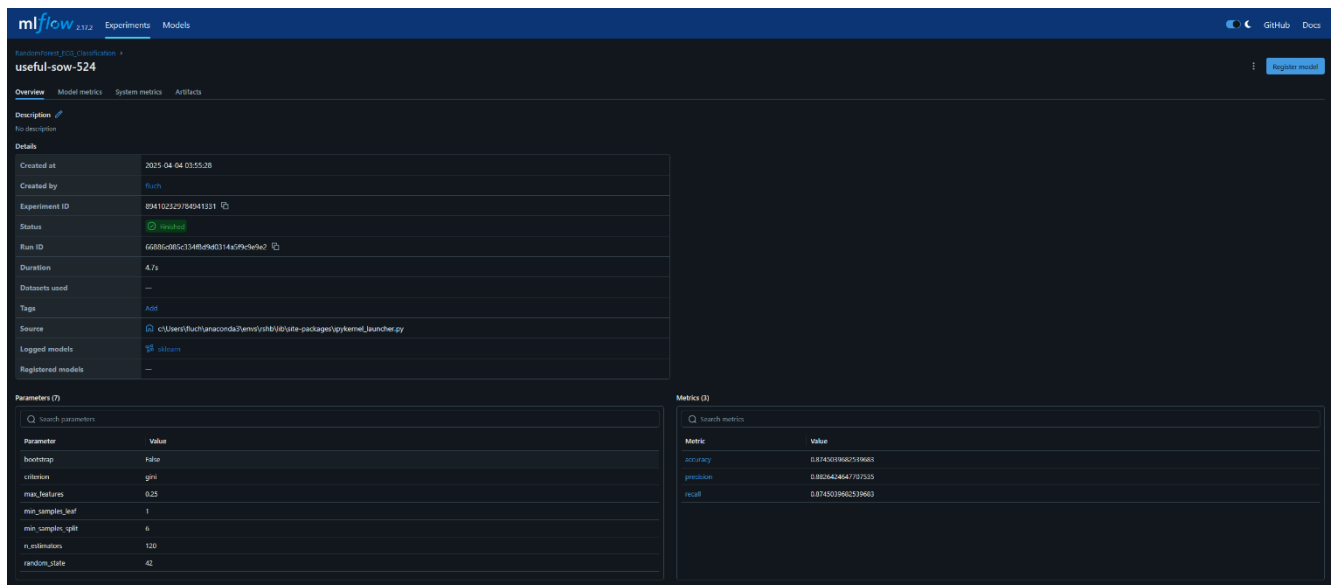 mlflow 2.17.2 Experiments Models GitHub Docs
RandomForest_ECG_Classification >
useful-sow-524
Register model
Overview Model metrics System metrics Artifacts
Description
No description
Details
Created at 2025-04-04 03:55:28
Created by fluch
Experiment ID 894102329784941331
Status Finished
Run ID
Duration 4.7s
Datasets used —
Tags Add
Source c:\Users\fluch\anaconda3\envs\rshb\lib\site-packages\ipykernel_launcher.py
Logged models sklearn
Registered models —
Parameters (7) Metrics (3)
Search parameters Search metrics
Parameter Value Metric Value
bootstrap False accuracy 0.8745039682539683
criterion gini precision 0.8826424647707535
max_features 0.25 recall 0.8745039682539683
min_samples_leaf 1
min_samples_split 6
n_estimators 120
random_state 42